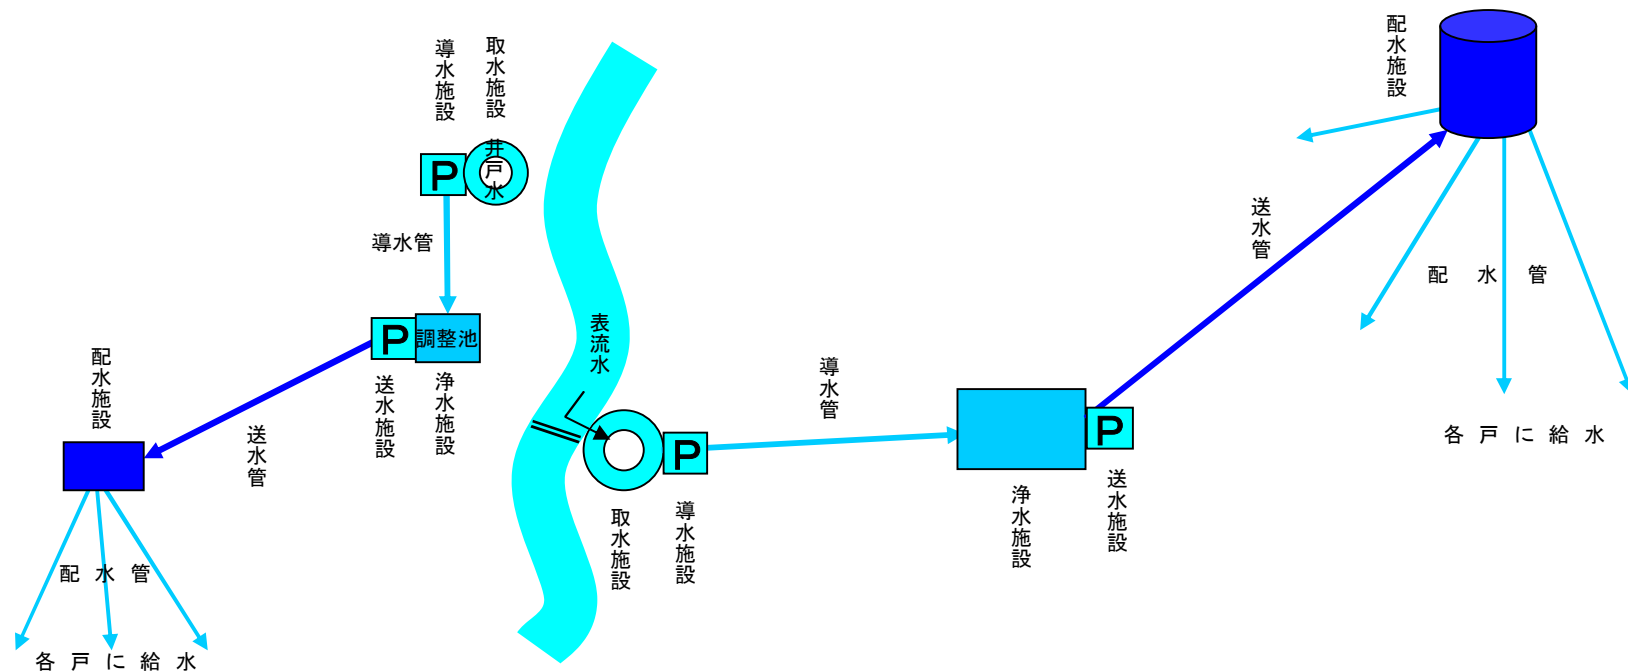 導水施設
取水施設
井戸水
P
導水管
P
調整池
送水施設
浄水施設
配水施設
送水管
配水管
各戸に給水
表流水
取水施設
P
導水施設
導水管
浄水施設
P
送水施設
送水管
配水施設
配水管
各戸に給水